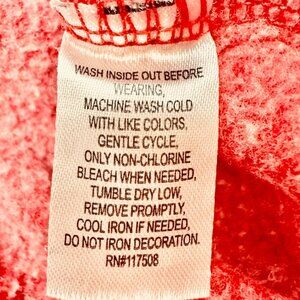 WASH INSIDE OUT BEFORE
WEARING,
MACHINE WASH COLD
WITH LIKE COLORS,
GENTLE CYCLE,
ONLY NON-CHLORINE
BLEACH WHEN NEEDED,
TUMBLE DRY LOW,
REMOVE PROMPTLY,
COOL IRON IF NEEDED,
DO NOT IRON DECORATION.
RN#117508